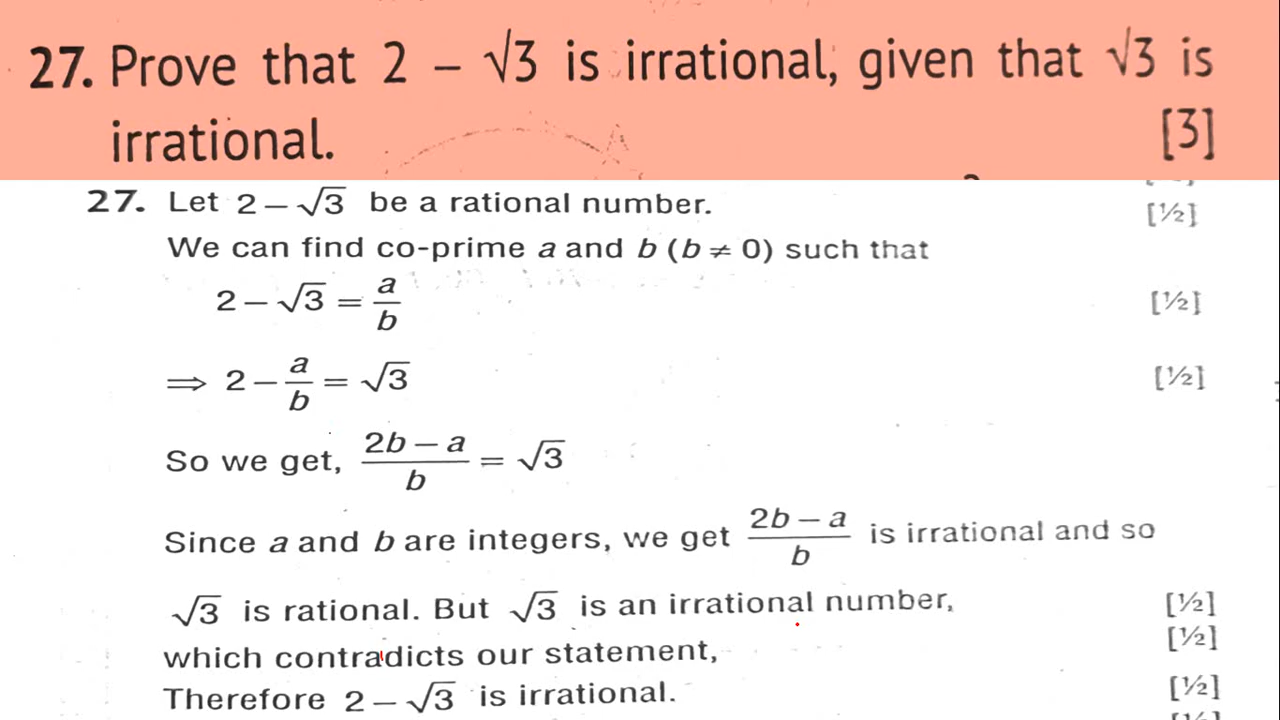 27. Prove that 2 – √3 is irrational, given that √3 is
irrational. [3]
27. Let 2 – √3 be a rational number. [½]
We can find co-prime a and b (b ≠ 0) such that
2 – √3 = a/b [½]
⟹ 2 – a/b = √3 [½]
So we get, (2b – a)/b = √3
Since a and b are integers, we get (2b – a)/b is irrational and so
√3 is rational. But √3 is an irrational number, [½]
which contradicts our statement, [½]
Therefore 2 – √3 is irrational. [½]